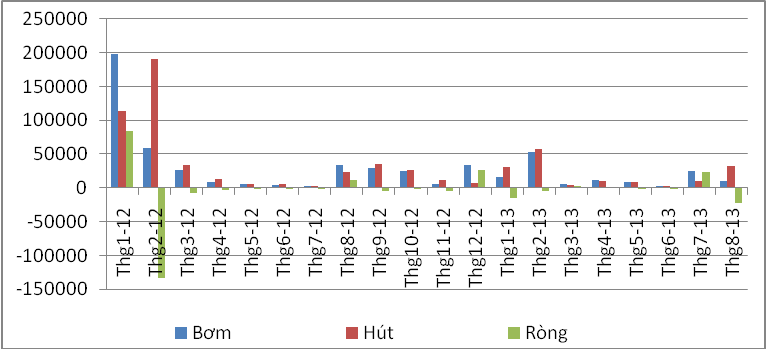 250000
200000
150000
100000
50000
0
-50000
-100000
-150000
Thg1-12
Thg2-12
Thg3-12
Thg4-12
Thg5-12
Thg6-12
Thg7-12
Thg8-12
Thg9-12
Thg10-12
Thg11-12
Thg12-12
Thg1-13
Thg2-13
Thg3-13
Thg4-13
Thg5-13
Thg6-13
Thg7-13
Thg8-13
Bơm Hút Ròng